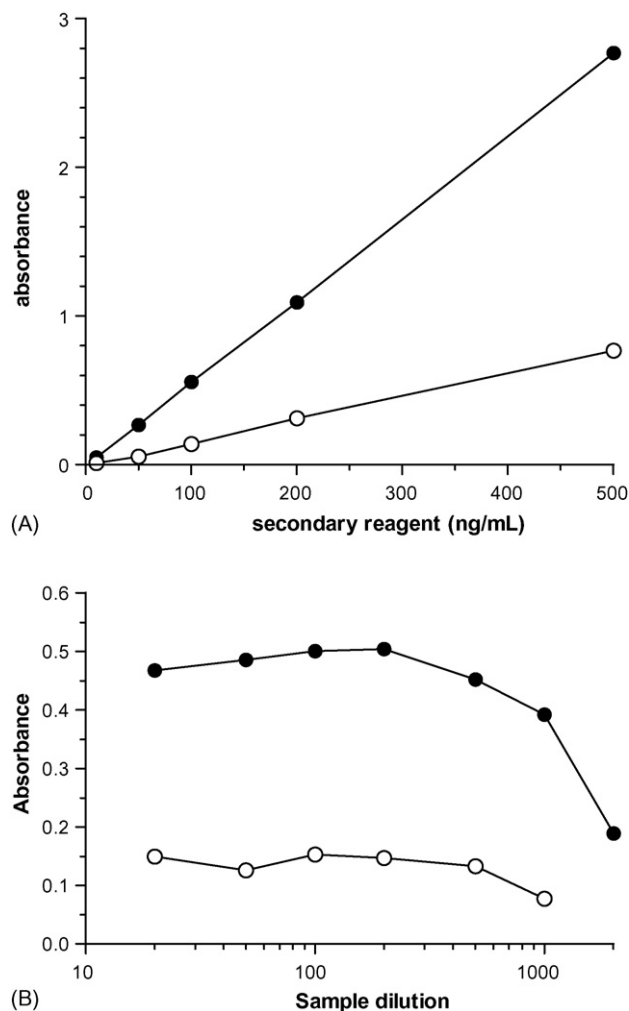 3
2
absorbance
1
0
0 100 200 300 400 500
(A)
secondary reagent (ng/mL)
0.6
0.5
0.4
Absorbance
0.3
0.2
0.1
0.0
10 100 1000
(B)
Sample dilution